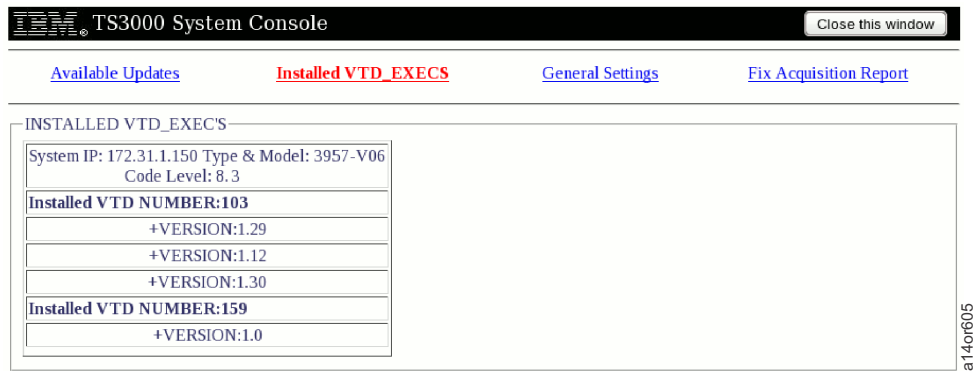 IBM® TS3000 System Console
Close this window
Available Updates
Installed VTD_EXECS
General Settings
Fix Acquisition Report
INSTALLED VTD_EXEC'S
System IP: 172.31.1.150 Type & Model: 3957-V06
Code Level: 8.3
Installed VTD NUMBER:103
+VERSION:1.29
+VERSION:1.12
+VERSION:1.30
Installed VTD NUMBER:159
+VERSION:1.0
a14or605